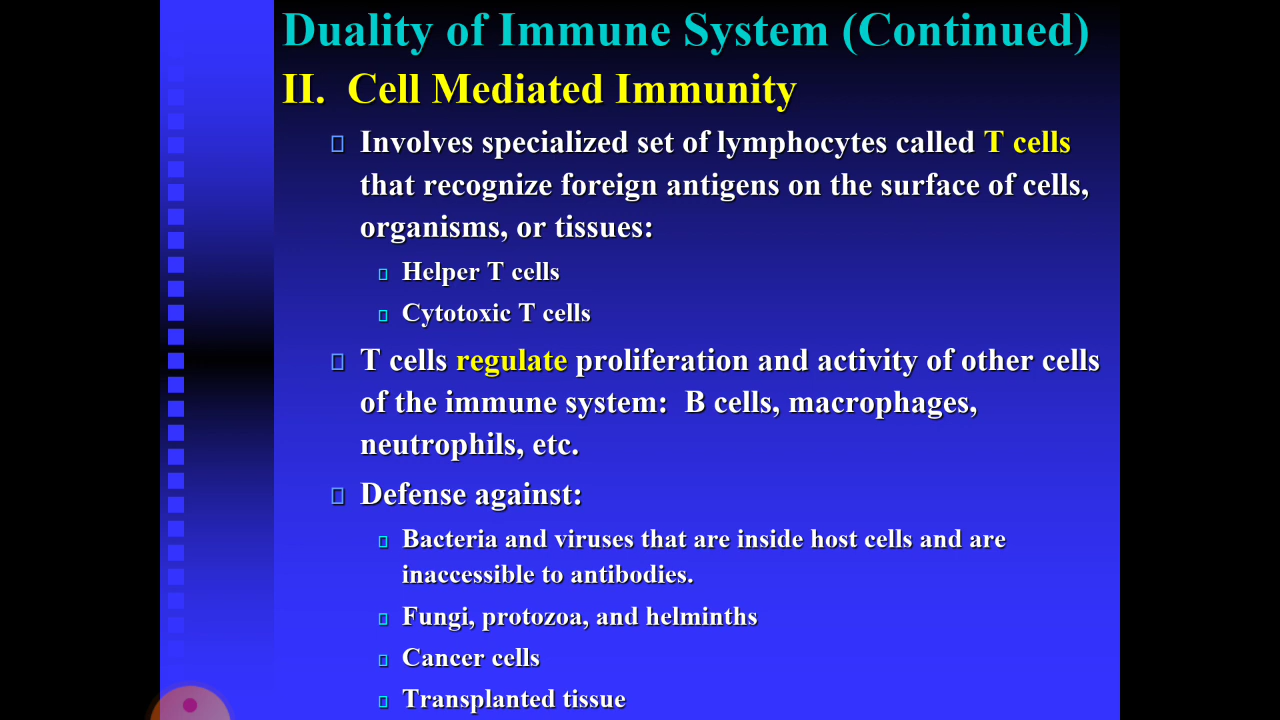 Duality of Immune System (Continued)
II. Cell Mediated Immunity
Involves specialized set of lymphocytes called T cells
that recognize foreign antigens on the surface of cells,
organisms, or tissues:
Helper T cells
Cytotoxic T cells
T cells regulate proliferation and activity of other cells
of the immune system: B cells, macrophages,
neutrophils, etc.
Defense against:
Bacteria and viruses that are inside host cells and are
inaccessible to antibodies.
Fungi, protozoa, and helminths
Cancer cells
Transplanted tissue